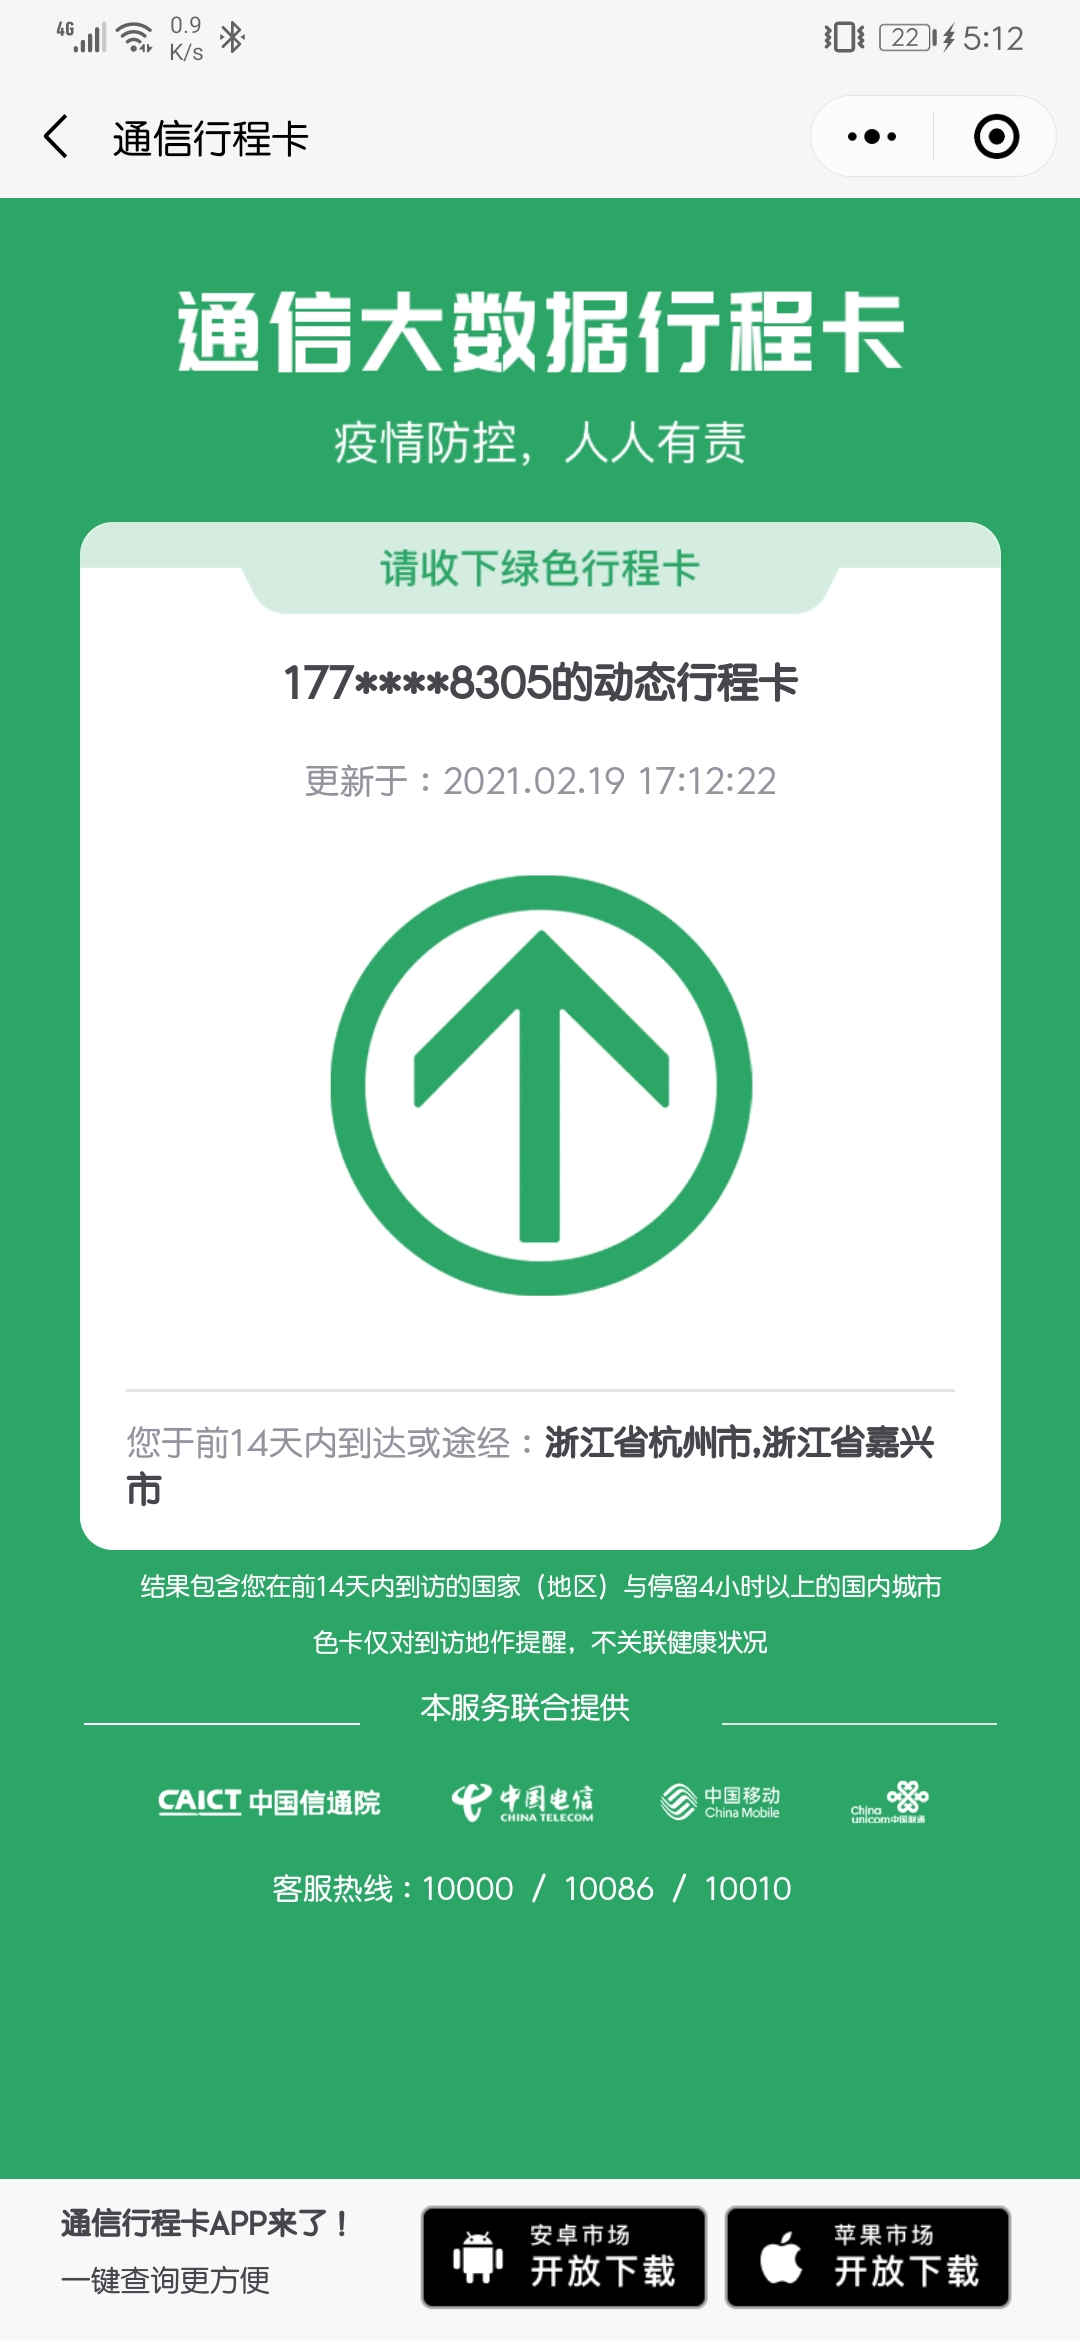 4G 0.9 K/s 22 5:12
通信行程卡
通信大数据行程卡
疫情防控，人人有责
请收下绿色行程卡
177****8305的动态行程卡
更新于：2021.02.19 17:12:22
您于前14天内到达或途经：浙江省杭州市,浙江省嘉兴
市
结果包含您在前14天内到访的国家（地区）与停留4小时以上的国内城市
色卡仅对到访地作提醒，不关联健康状况
本服务联合提供
CAICT 中国信通院 中国电信 CHINA TELECOM 中国移动 China Mobile China unicom中国联通
客服热线：10000 / 10086 / 10010
通信行程卡APP来了！
一键查询更方便
安卓市场
开放下载
苹果市场
开放下载